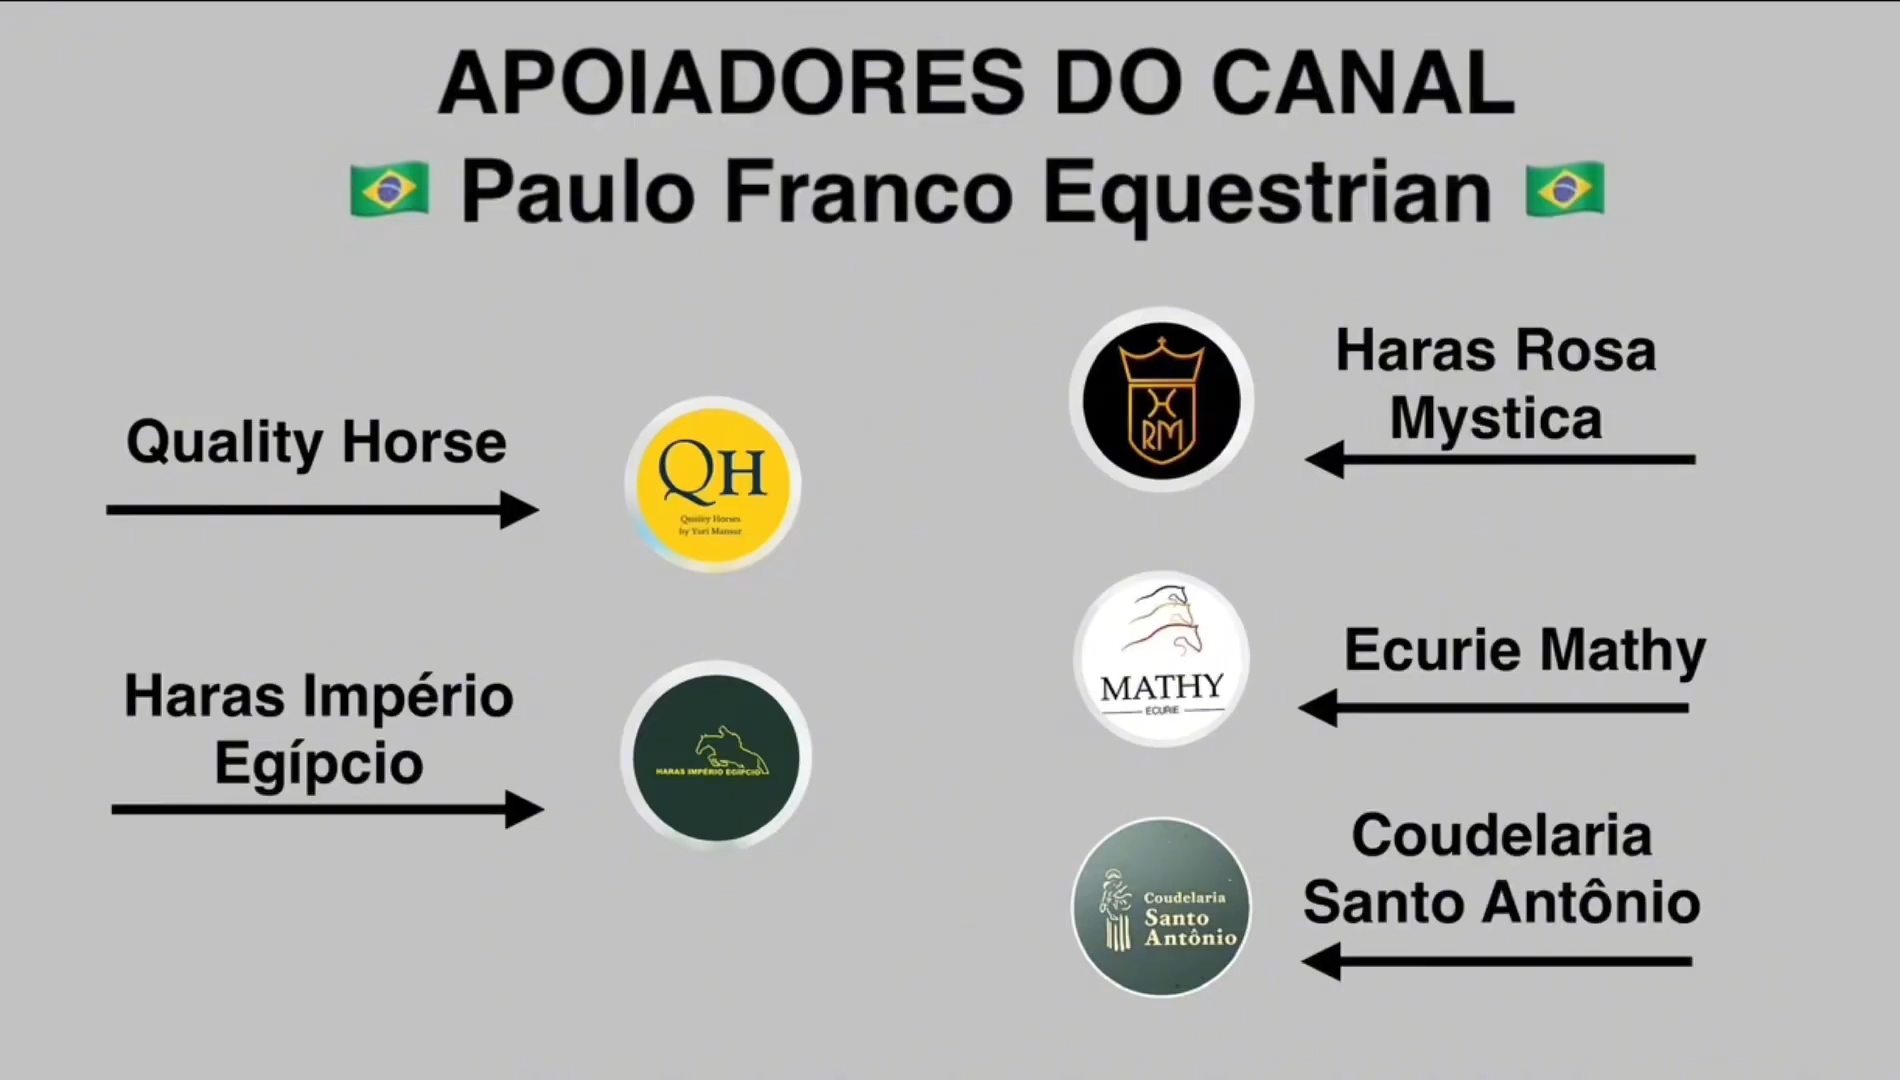 APOIADORES DO CANAL
Paulo Franco Equestrian
Quality Horse
QH
Quality Horses
by Yuri Mansur
Haras Império
Egípcio
HARAS IMPÉRIO EGÍPCIO
Haras Rosa
Mystica
H
RM
Ecurie Mathy
MATHY
ECURIE
Coudelaria
Santo Antônio
Coudelaria
Santo
Antônio